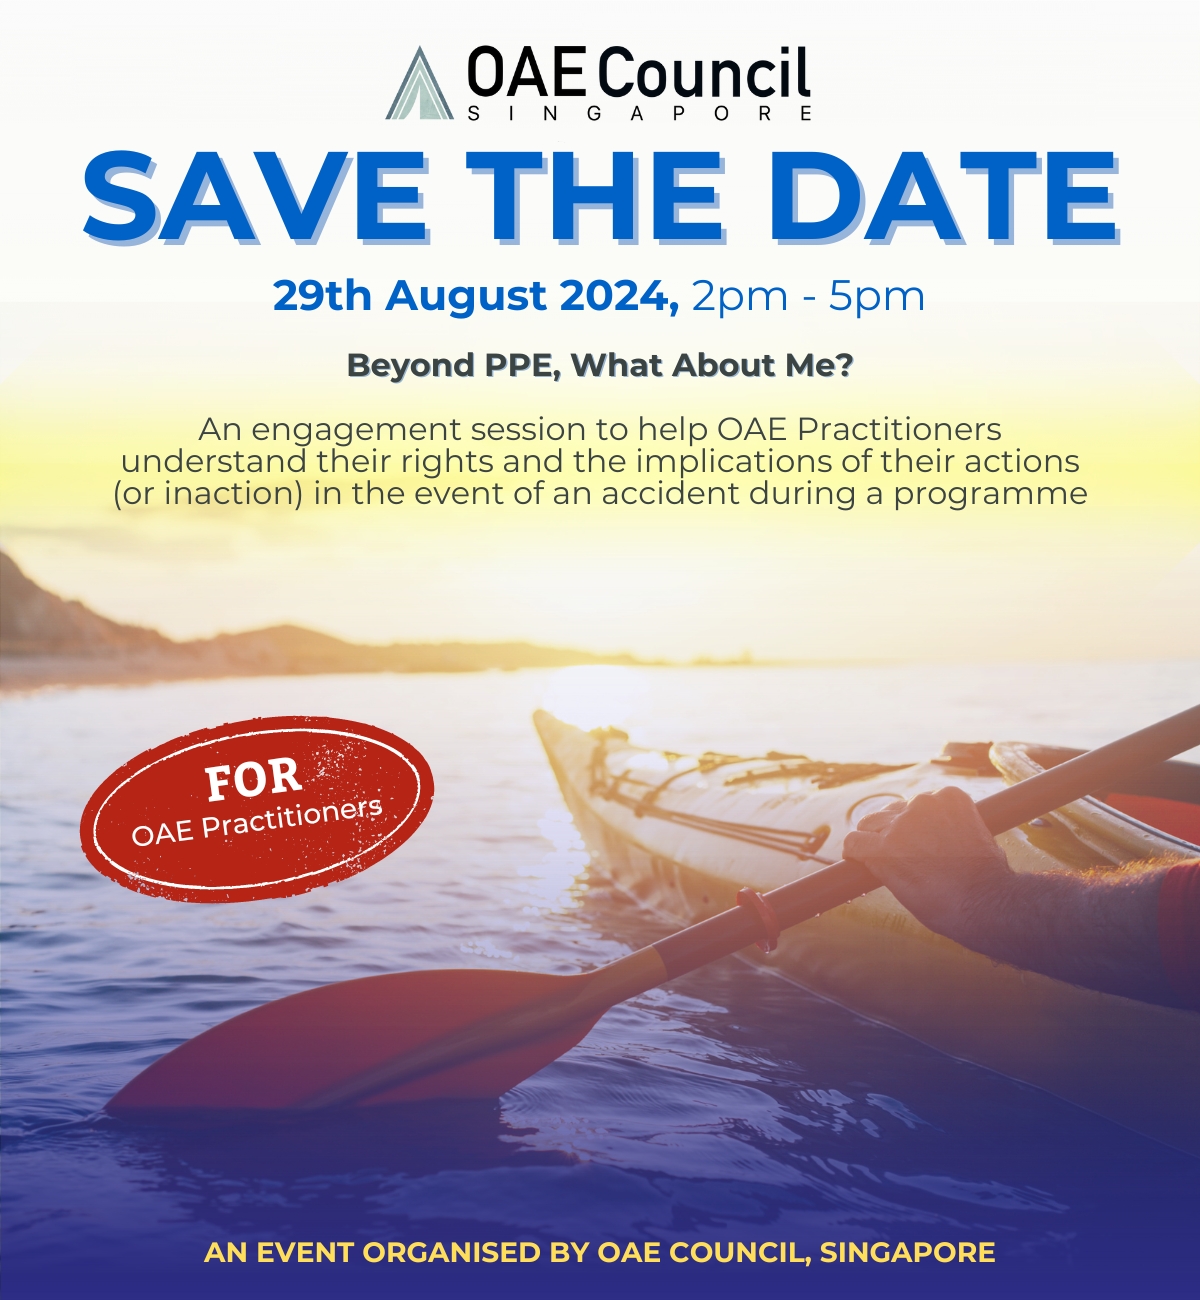 OAE Council
SINGAPORE
SAVE THE DATE
29th August 2024, 2pm - 5pm
Beyond PPE, What About Me?
An engagement session to help OAE Practitioners
understand their rights and the implications of their actions
(or inaction) in the event of an accident during a programme
FOR
OAE Practitioners
AN EVENT ORGANISED BY OAE COUNCIL, SINGAPORE